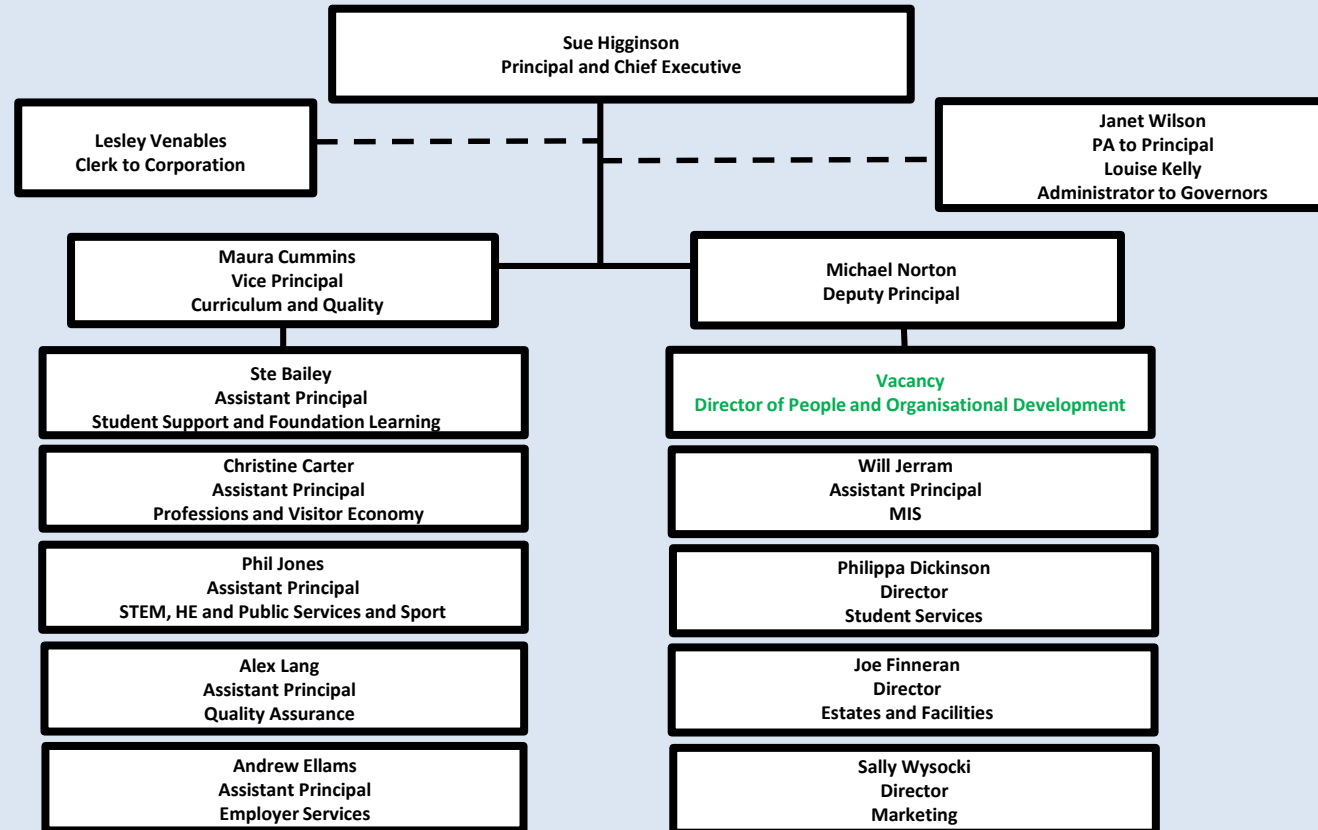 Sue Higginson
Principal and Chief Executive
Lesley Venables
Clerk to Corporation
Janet Wilson
PA to Principal
Louise Kelly
Administrator to Governors
Maura Cummins
Vice Principal
Curriculum and Quality
Michael Norton
Deputy Principal
Ste Bailey
Assistant Principal
Student Support and Foundation Learning
Christine Carter
Assistant Principal
Professions and Visitor Economy
Phil Jones
Assistant Principal
STEM, HE and Public Services and Sport
Alex Lang
Assistant Principal
Quality Assurance
Andrew Ellams
Assistant Principal
Employer Services
Vacancy
Director of People and Organisational Development
Will Jerram
Assistant Principal
MIS
Philippa Dickinson
Director
Student Services
Joe Finneran
Director
Estates and Facilities
Sally Wysocki
Director
Marketing